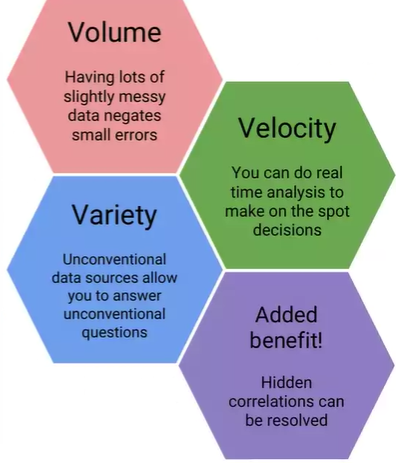 Volume
Having lots of
slightly messy
data negates
small errors
Velocity
You can do real
time analysis to
make on the spot
decisions
Variety
Unconventional
data sources allow
you to answer
unconventional
questions
Added
benefit!
Hidden
correlations can
be resolved